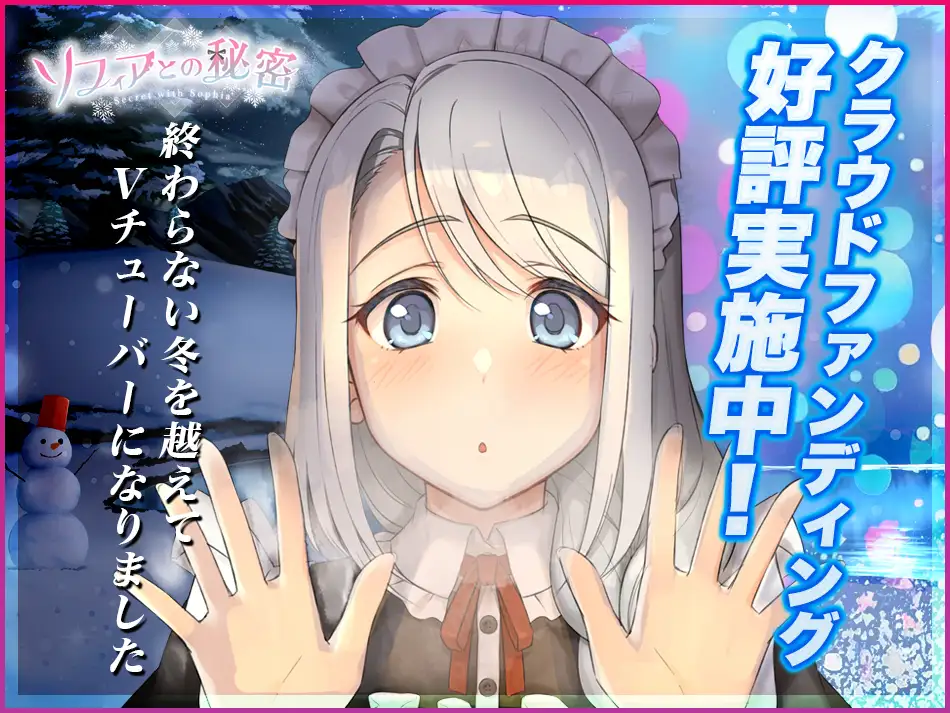 ソフィアとの秘密
Secret with Sophia
クラウドファンディング
好評実施中!
終わらない冬を越えて
Vチューバーになりました